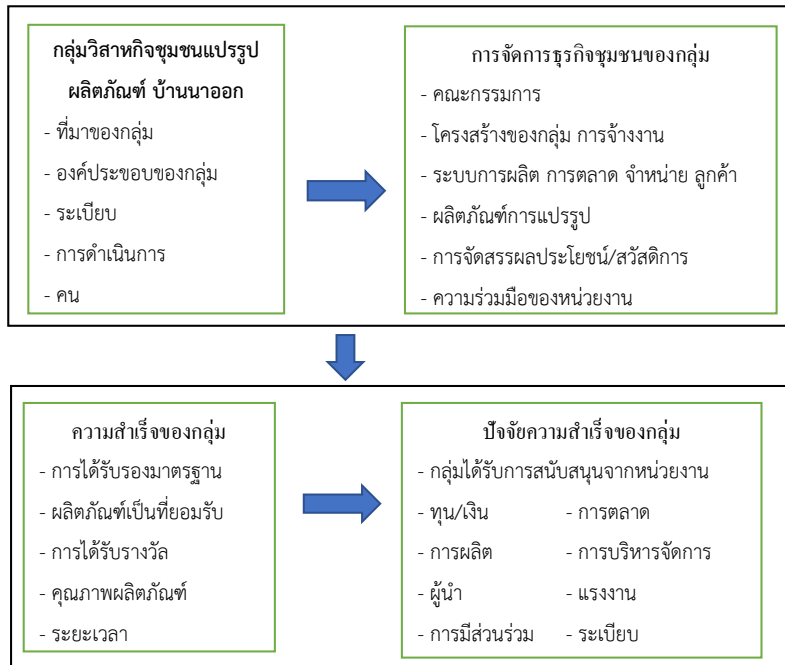 กลุ่มวิสาหกิจชุมชนแปรรูป
ผลิตภัณฑ์ บ้านนาออก
- ที่มาของกลุ่ม
- องค์ประขอบของกลุ่ม
- ระเบียบ
- การดำเนินการ
- คน
การจัดการธุรกิจชุมชนของกลุ่ม
- คณะกรรมการ
- โครงสร้างของกลุ่ม การจ้างงาน
- ระบบการผลิต การตลาด จำหน่าย ลูกค้า
- ผลิตภัณฑ์การแปรรูป
- การจัดสรรผลประโยชน์/สวัสดิการ
- ความร่วมมือของหน่วยงาน
ความสำเร็จของกลุ่ม
- การได้รับรองมาตรฐาน
- ผลิตภัณฑ์เป็นที่ยอมรับ
- การได้รับรางวัล
- คุณภาพผลิตภัณฑ์
- ระยะเวลา
ปัจจัยความสำเร็จของกลุ่ม
- กลุ่มได้รับการสนับสนุนจากหน่วยงาน
- ทุน/เงิน - การตลาด
- การผลิต - การบริหารจัดการ
- ผู้นำ - แรงงาน
- การมีส่วนร่วม - ระเบียบ